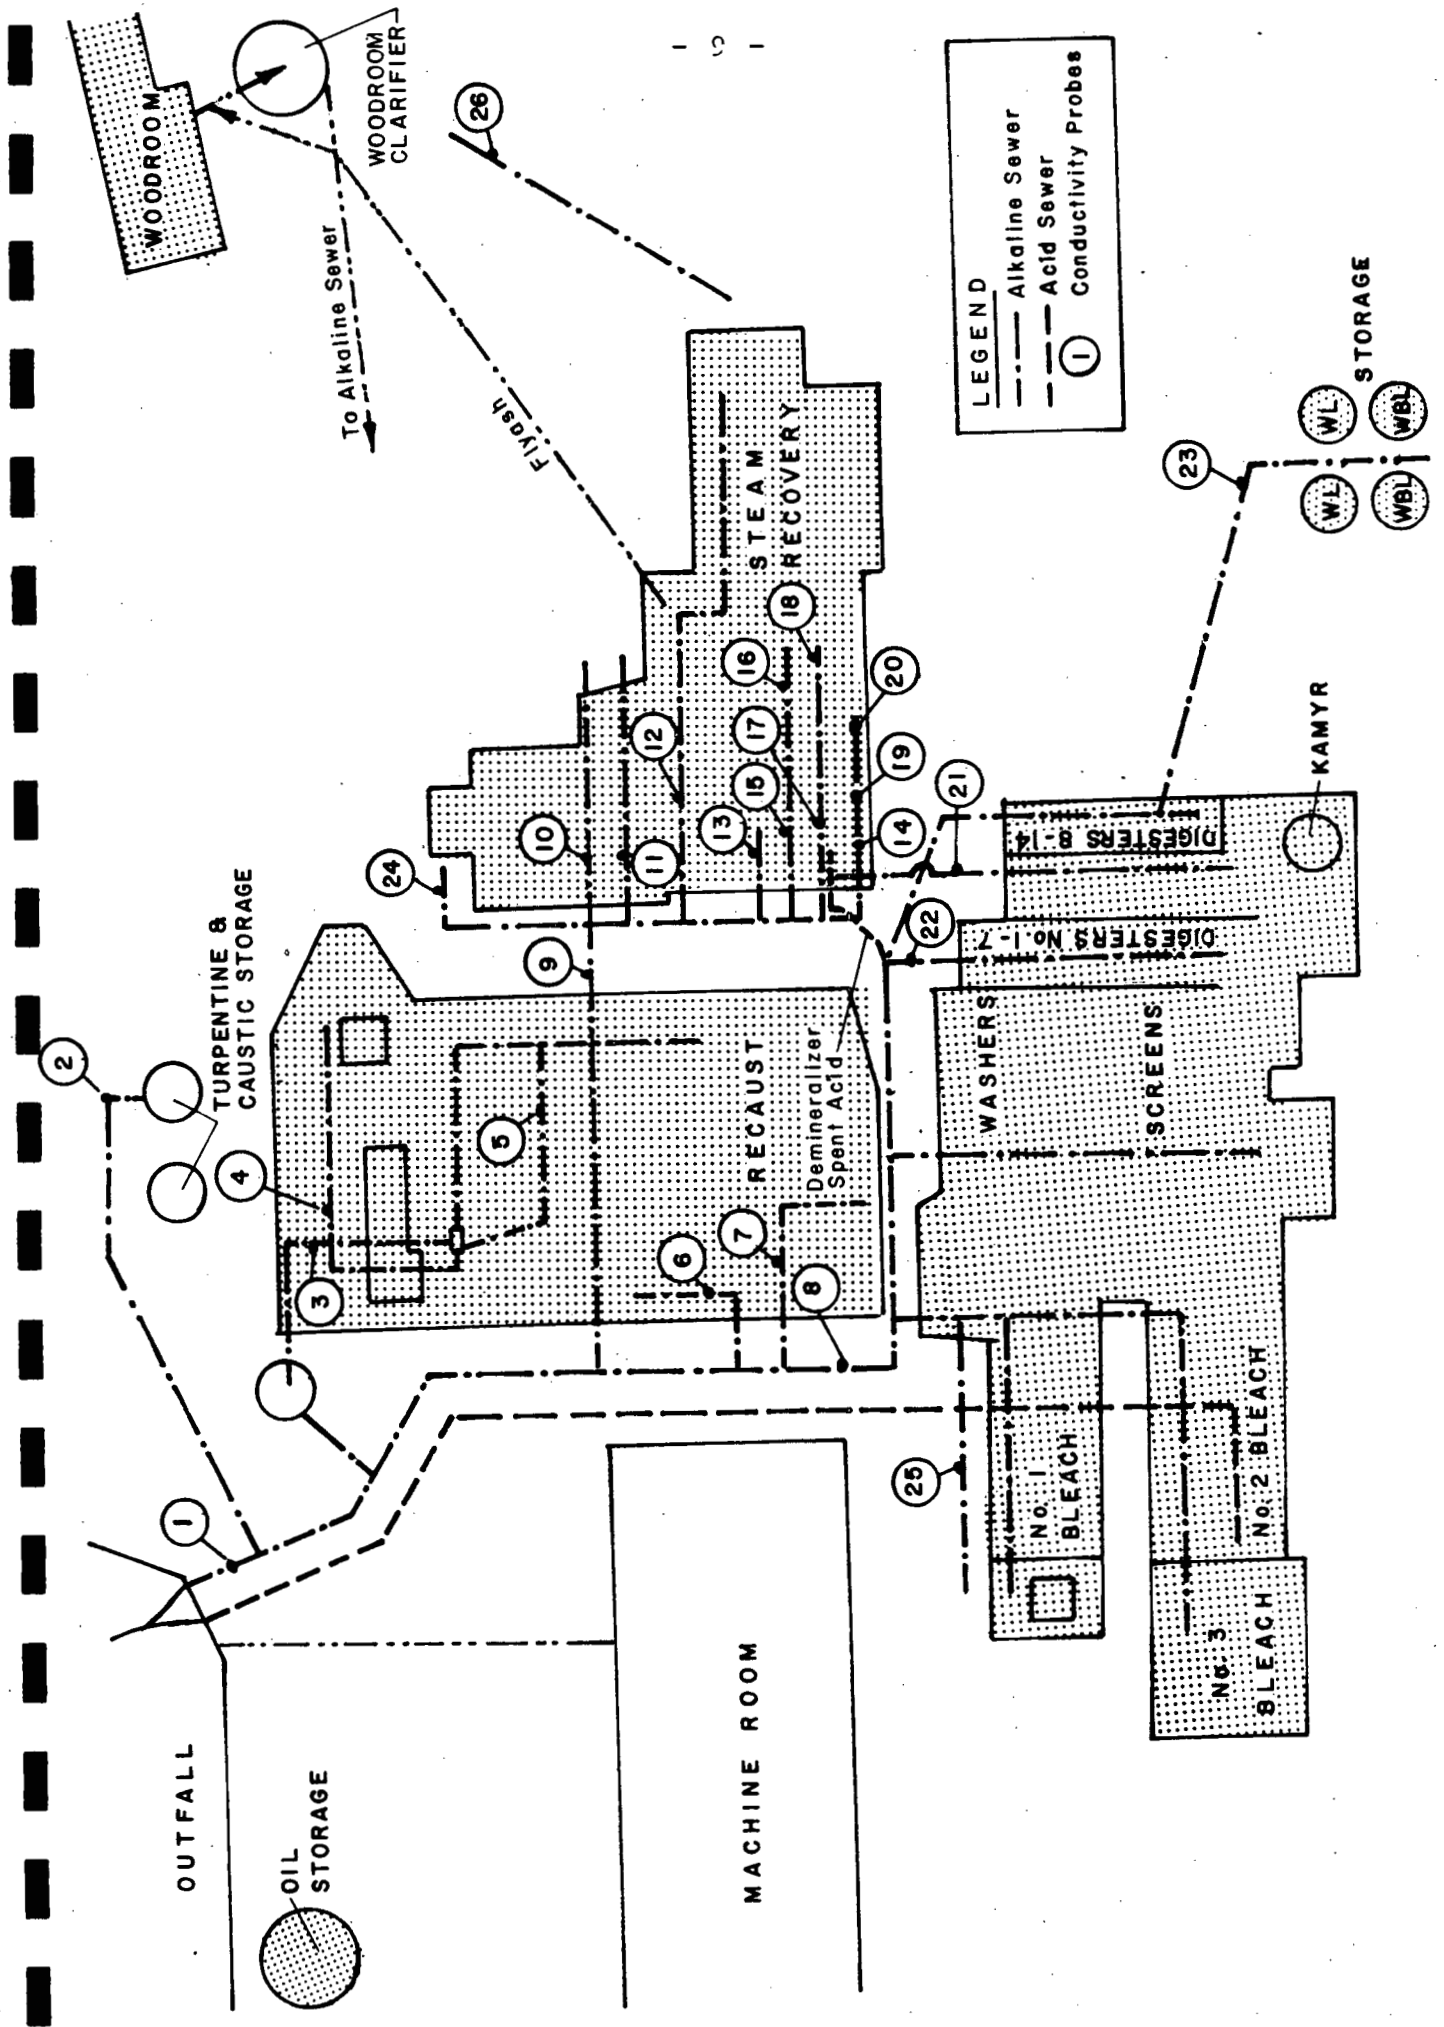 - 6 -
WOODROOM
WOODROOM
CLARIFIER
26
To Alkaline Sewer
Flyash
LEGEND
Alkaline Sewer
Acid Sewer
1 Conductivity Probes
STEAM
RECOVERY
WL
WL
WBL
WBL
STORAGE
23
18
16
20
17
12
19
15
10
13
21
11
14
24
KAMYR
DIGESTERS 8-14
TURPENTINE &
CAUSTIC STORAGE
9
22
DIGESTERS No. 1-7
2
WASHERS
RECAUST
Demineralizer
Spent Acid
SCREENS
5
4
7
6
8
3
25
1
No. 1
BLEACH
No. 2 BLEACH
No. 3
BLEACH
OUTFALL
OIL
STORAGE
MACHINE ROOM